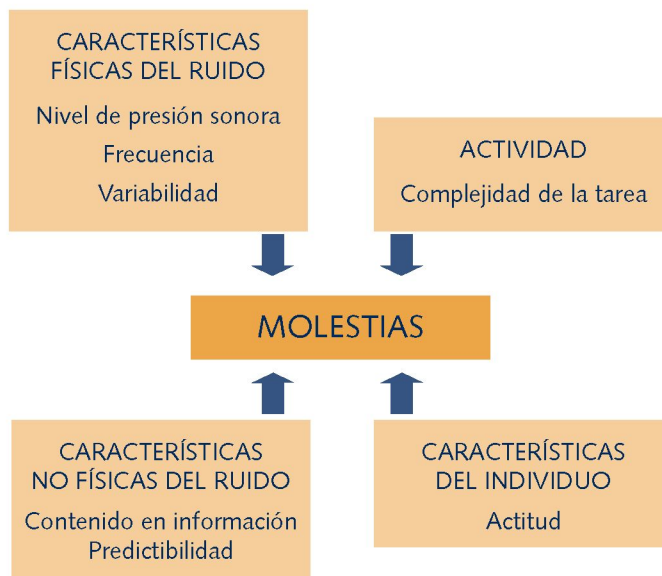 CARACTERÍSTICAS
FÍSICAS DEL RUIDO
Nivel de presión sonora
Frecuencia
Variabilidad
ACTIVIDAD
Complejidad de la tarea
MOLESTIAS
CARACTERÍSTICAS
NO FÍSICAS DEL RUIDO
Contenido en información
Predictibilidad
CARACTERÍSTICAS
DEL INDIVIDUO
Actitud